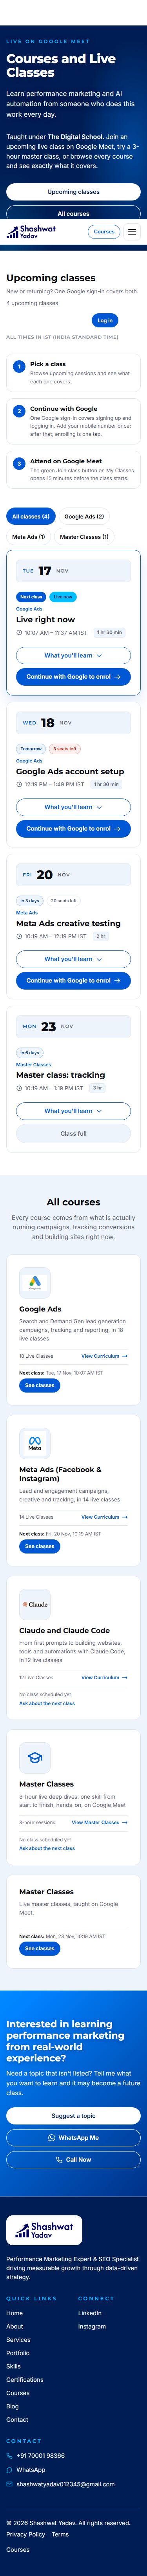 LIVE ON GOOGLE MEET
Courses and Live
Classes
Learn performance marketing and AI
automation from someone who does this
work every day.
Taught under The Digital School. Join an
upcoming live class on Google Meet, try a 3-
hour master class, or browse every course
to see exactly what it covers.
Upcoming classes
All courses
Shashwat
Yadav
Courses
Upcoming classes
New or returning? One Google sign-in covers both.
4 upcoming classes
Log in
ALL TIMES IN IST (INDIA STANDARD TIME)
1
Pick a class
Browse upcoming sessions and see what
each one covers.
2
Continue with Google
One Google sign-in covers signing up and
logging in. Add your mobile number once;
after that, enrolling is one tap.
3
Attend on Google Meet
The green Join class button on My Classes
opens 15 minutes before the class starts.
All classes (4)
Google Ads (2)
Meta Ads (1)
Master Classes (1)
TUE 17 NOV
Next class
Live now
Google Ads
Live right now
10:07 AM – 11:37 AM IST
1 hr 30 min
What you'll learn
Continue with Google to enrol
WED 18 NOV
Tomorrow
3 seats left
Google Ads
Google Ads account setup
12:19 PM – 1:49 PM IST
1 hr 30 min
What you'll learn
Continue with Google to enrol
FRI 20 NOV
In 3 days
20 seats left
Meta Ads
Meta Ads creative testing
10:19 AM – 12:19 PM IST
2 hr
What you'll learn
Continue with Google to enrol
MON 23 NOV
In 6 days
Master Classes
Master class: tracking
10:19 AM – 1:19 PM IST
3 hr
What you'll learn
Class full
All courses
Every course comes from what is actually
running campaigns, tracking conversions
and building sites right now.
Google Ads
Google Ads
Search and Demand Gen lead generation
campaigns, tracking and reporting, in 18
live classes
18 Live Classes
View Curriculum
Next class: Tue, 17 Nov, 10:07 AM IST
See classes
Meta
Meta Ads (Facebook &
Instagram)
Lead and engagement campaigns,
creative and tracking, in 14 live classes
14 Live Classes
View Curriculum
Next class: Fri, 20 Nov, 10:19 AM IST
See classes
Claude
Claude and Claude Code
From first projects to building websites,
tools and automations with Claude Code,
in 12 live classes
12 Live Classes
View Curriculum
No class scheduled yet
Ask about the next class
Master Classes
3-hour live deep dives: one skill from
start to finish, hands-on, on Google Meet
3-hour sessions
View Master Classes
No class scheduled yet
Ask about the next class
Master Classes
Live master classes, taught on Google
Meet.
Next class: Mon, 23 Nov, 10:19 AM IST
See classes
Interested in learning
performance marketing
from real-world
experience?
Need a topic that isn't listed? Tell me what
you want to learn and it may become a future
class.
Suggest a topic
WhatsApp Me
Call Now
Shashwat
Yadav
Performance Marketing Expert & SEO Specialist
driving measurable growth through data-driven
strategy.
QUICK LINKS
Home
About
Services
Portfolio
Skills
Certifications
Courses
Blog
Contact
CONNECT
LinkedIn
Instagram
CONTACT
+91 70001 98366
WhatsApp
shashwatyadav012345@gmail.com
© 2026 Shashwat Yadav. All rights reserved.
Privacy Policy
Terms
Courses